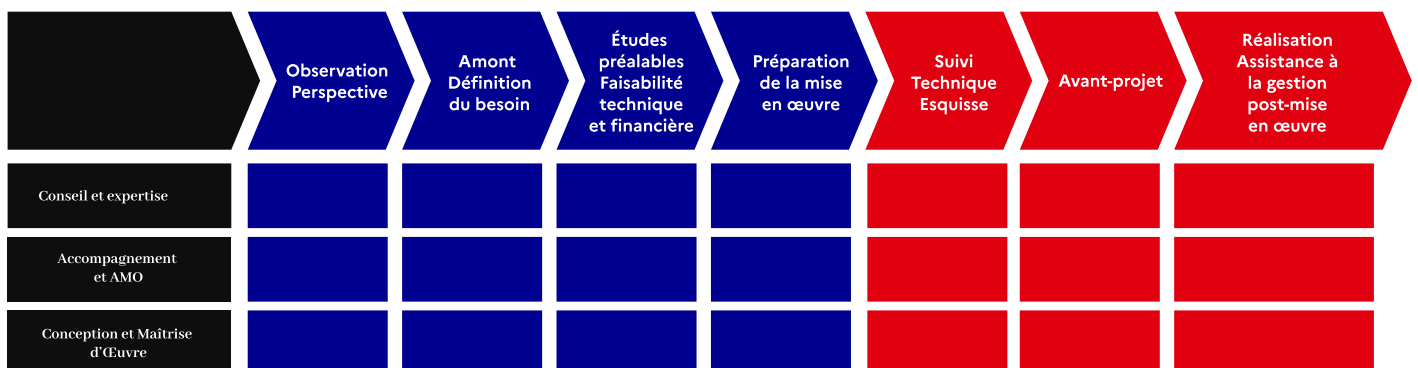 Observation
Perspective
Amont
Définition
du besoin
Études
préalables
Faisabilité
technique
et financière
Préparation
de la mise
en œuvre
Suivi
Technique
Esquisse
Avant-projet
Réalisation
Assistance à
la gestion
post-mise
en œuvre
Conseil et expertise
Accompagnement
et AMO
Conception et Maîtrise
d'Œuvre